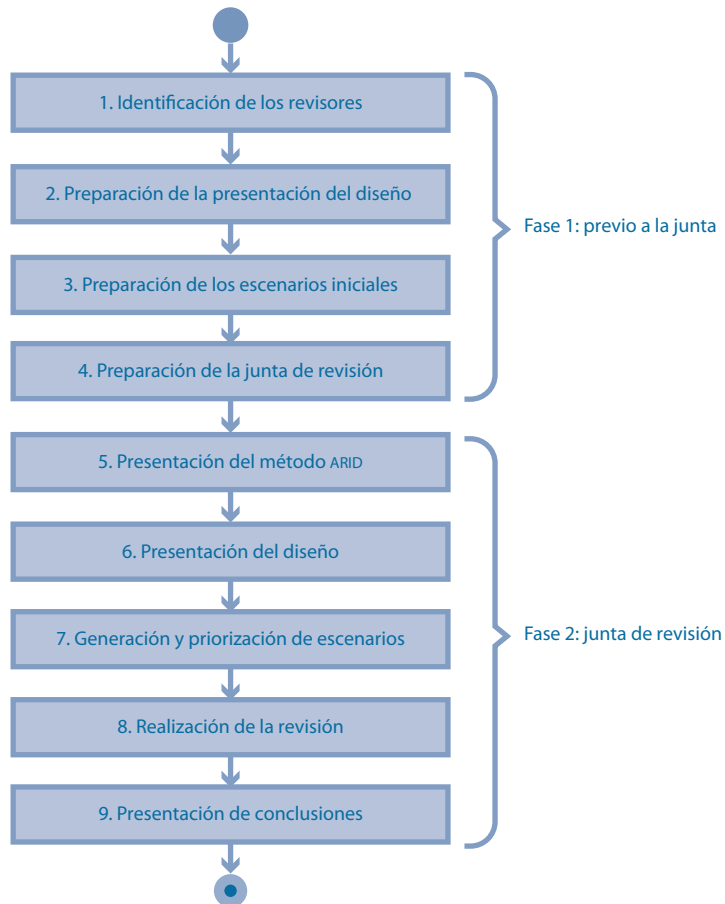 1. Identificación de los revisores
2. Preparación de la presentación del diseño
3. Preparación de los escenarios iniciales
4. Preparación de la junta de revisión
Fase 1: previo a la junta
5. Presentación del método ARID
6. Presentación del diseño
7. Generación y priorización de escenarios
8. Realización de la revisión
9. Presentación de conclusiones
Fase 2: junta de revisión